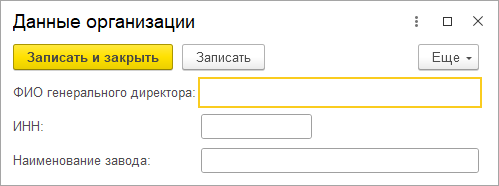 Данные организации
Записать и закрыть Записать Еще
ФИО генерального директора:
ИНН:
Наименование завода: